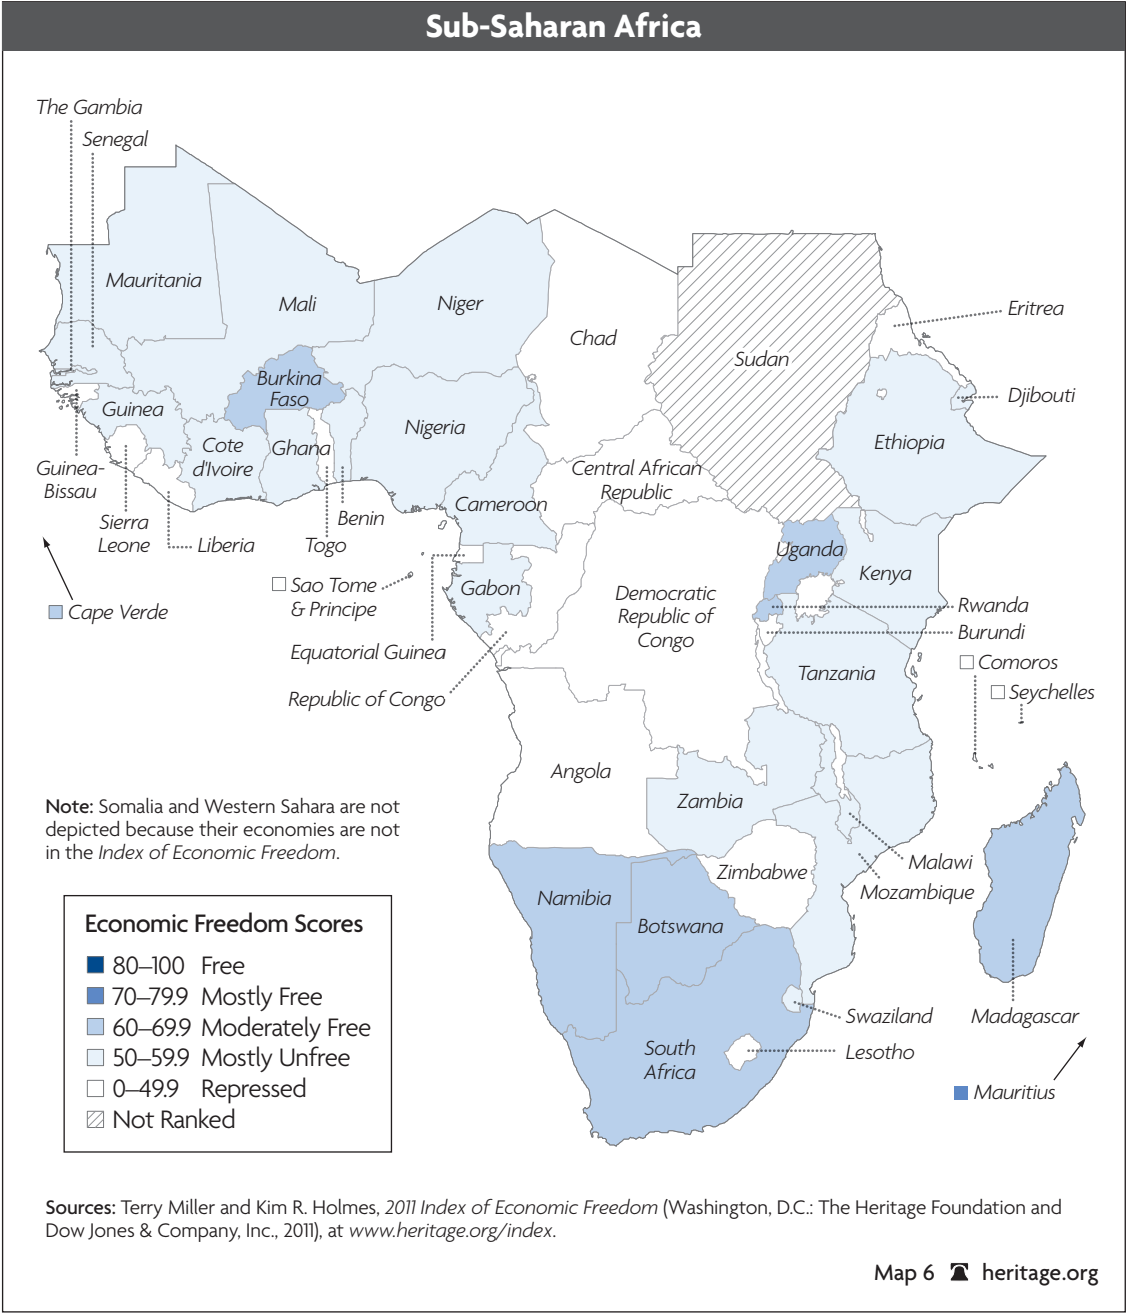 Sub-Saharan Africa
The Gambia
Senegal
Mauritania
Mali
Niger
Chad
Sudan
Eritrea
Djibouti
Burkina
Faso
Guinea
Cote
d'Ivoire
Ghana
Nigeria
Ethiopia
Guinea-
Bissau
Sierra
Leone
Liberia
Togo
Benin
Cameroon
Central African
Republic
Cape Verde
Sao Tome
& Principe
Gabon
Equatorial Guinea
Republic of Congo
Democratic
Republic of
Congo
Uganda
Kenya
Rwanda
Burundi
Tanzania
Comoros
Seychelles
Angola
Zambia
Malawi
Mozambique
Zimbabwe
Namibia
Botswana
Madagascar
Swaziland
Lesotho
South
Africa
Mauritius
Note: Somalia and Western Sahara are not
depicted because their economies are not
in the Index of Economic Freedom.
Economic Freedom Scores
80–100 Free
70–79.9 Mostly Free
60–69.9 Moderately Free
50–59.9 Mostly Unfree
0–49.9 Repressed
Not Ranked
Sources: Terry Miller and Kim R. Holmes, 2011 Index of Economic Freedom (Washington, D.C.: The Heritage Foundation and
Dow Jones & Company, Inc., 2011), at www.heritage.org/index.
Map 6 heritage.org